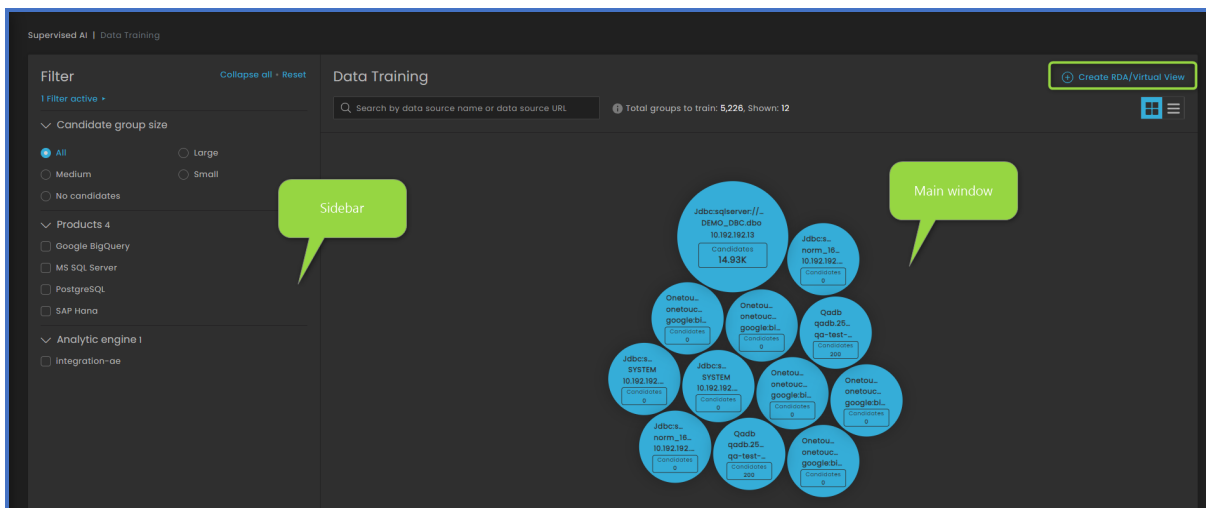 Supervised AI | Data Training
Filter
Collapse all • Reset
1 Filter active
Candidate group size
All
Large
Medium
Small
No candidates
Products 4
Google BigQuery
MS SQL Server
PostgreSQL
SAP Hana
Analytic engine 1
integration-ae
Sidebar
Data Training
Create RDA/Virtual View
Search by data source name or data source URL
Total groups to train: 5,226, Shown: 12
Main window
Jdbc:sqlserver://...
DEMO_DBC.dbo
10.192.192.13
Candidates
14.93K
Jdbc:s...
norm_16...
10.192.192....
Candidates
0
Onetou...
onetouc...
google:bi...
Candidates
0
Onetou...
onetouc...
google:bi...
Candidates
0
Qadb
qadb.25...
qa-test-...
Candidates
200
Jdbc:s...
SYSTEM
10.192.192....
Candidates
0
Jdbc:s...
SYSTEM
10.192.192....
Candidates
0
Onetou...
onetouc...
google:bi...
Candidates
0
Onetou...
onetouc...
google:bi...
Candidates
0
Jdbc:s...
norm_16...
10.192.192....
Candidates
0
Qadb
qadb.25...
qa-test-...
Candidates
200
Onetou...
onetouc...
google:bi...
Candidates
0